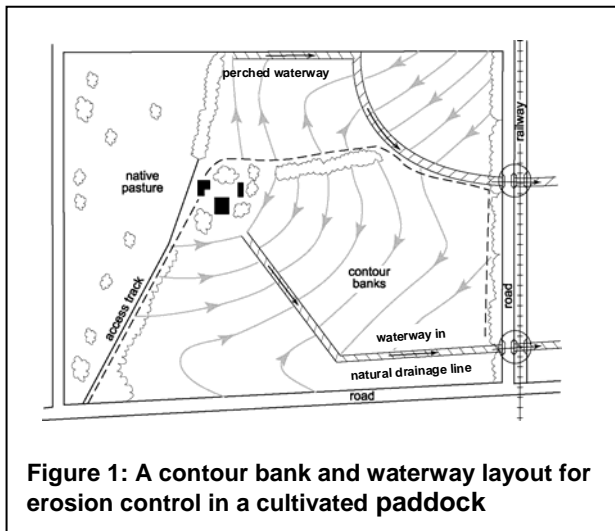 perched waterway
railway
native
pasture
access track
contour
banks
road
waterway in
natural drainage line
road
Figure 1: A contour bank and waterway layout for
erosion control in a cultivated paddock